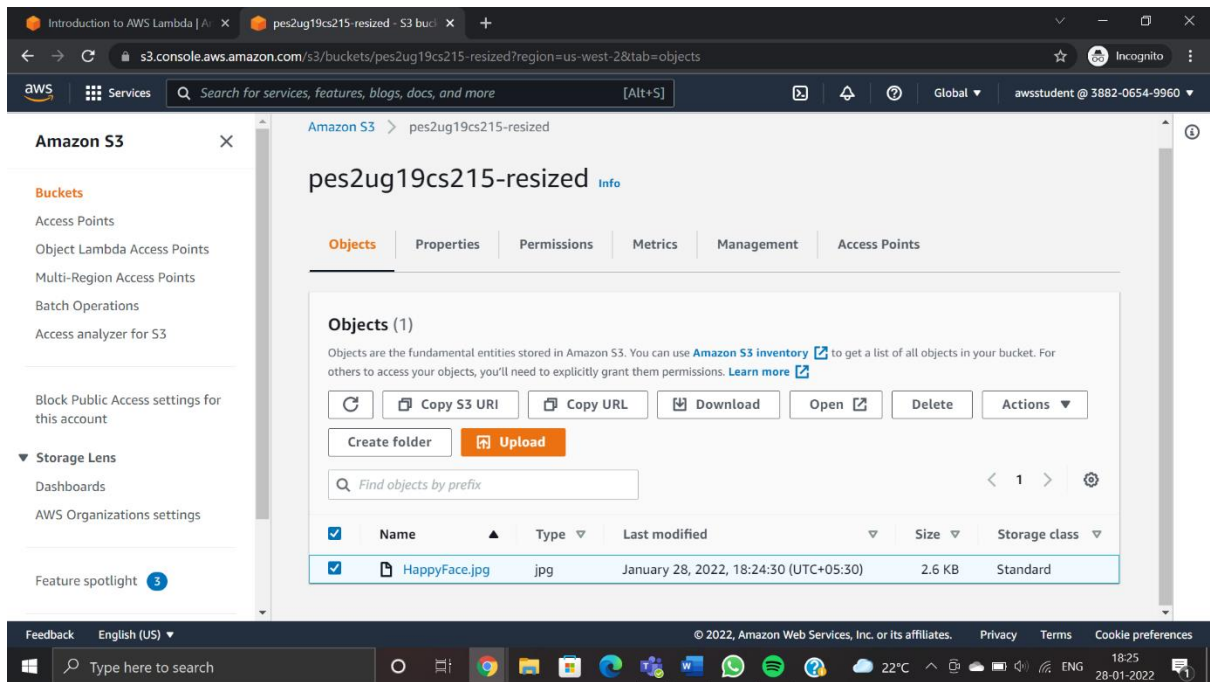 Introduction to AWS Lambda | A
pes2ug19cs215-resized - S3 buc
s3.console.aws.amazon.com/s3/buckets/pes2ug19cs215-resized?region=us-west-2&tab=objects
Incognito
aws
Services
Search for services, features, blogs, docs, and more
[Alt+S]
Global
awsstudent @ 3882-0654-9960
Amazon S3
Buckets
Access Points
Object Lambda Access Points
Multi-Region Access Points
Batch Operations
Access analyzer for S3
Block Public Access settings for
this account
Storage Lens
Dashboards
AWS Organizations settings
Feature spotlight 3
Amazon S3 > pes2ug19cs215-resized
pes2ug19cs215-resized Info
Objects Properties Permissions Metrics Management Access Points
Objects (1)
Objects are the fundamental entities stored in Amazon S3. You can use Amazon S3 inventory to get a list of all objects in your bucket. For
others to access your objects, you'll need to explicitly grant them permissions. Learn more
Copy S3 URI Copy URL Download Open Delete Actions
Create folder Upload
Find objects by prefix
< 1 >
Name Type Last modified Size Storage class
HappyFace.jpg jpg January 28, 2022, 18:24:30 (UTC+05:30) 2.6 KB Standard
Feedback English (US) © 2022, Amazon Web Services, Inc. or its affiliates. Privacy Terms Cookie preferences
Type here to search 22°C ENG 18:25
28-01-2022